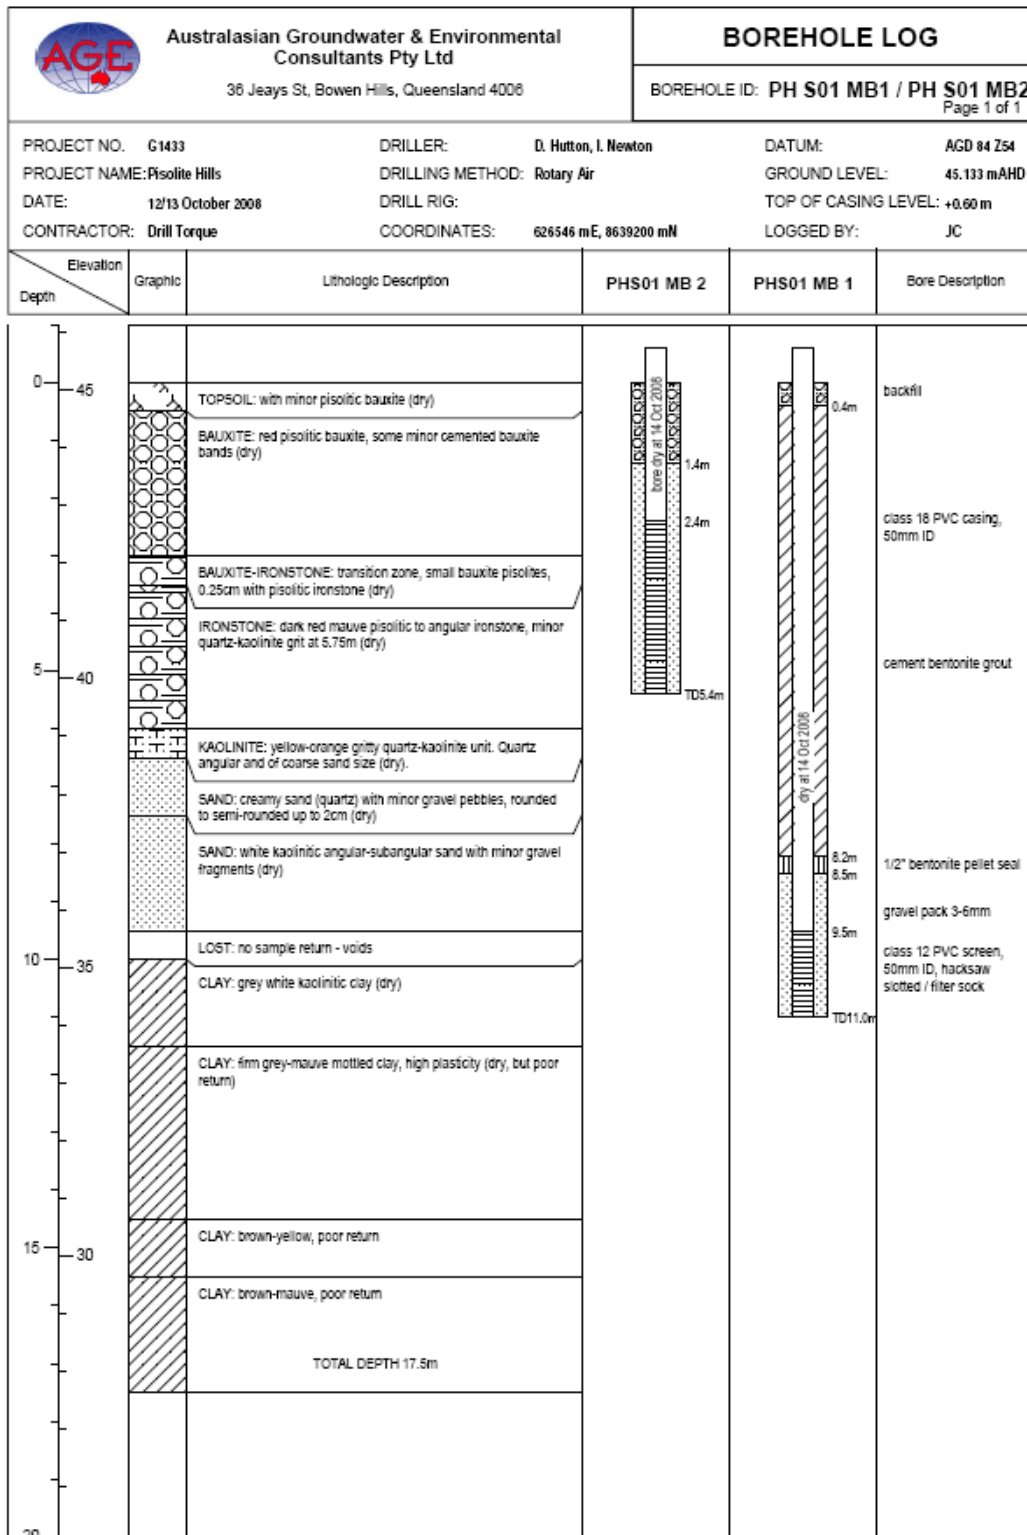 AGE
Australasian Groundwater & Environmental
Consultants Pty Ltd
36 Jeays St, Bowen Hills, Queensland 4006
BOREHOLE LOG
BOREHOLE ID: PH S01 MB1 / PH S01 MB2
Page 1 of 1
PROJECT NO. G1433
DRILLER: D. Hutton, I. Newton
DATUM: AGD 84 Z54
PROJECT NAME: Pisolite Hills
DRILLING METHOD: Rotary Air
GROUND LEVEL: 45.133 mAHD
DATE: 12/13 October 2008
DRILL RIG:
TOP OF CASING LEVEL: +0.60 m
CONTRACTOR: Drill Torque
COORDINATES: 626546 mE, 8639200 mN
LOGGED BY: JC
Elevation
Depth
Graphic
Lithologic Description
PHS01 MB 2
PHS01 MB 1
Bore Description
0
45
TOPSOIL: with minor pisolitic bauxite (dry)
BAUXITE: red pisolitic bauxite, some minor cemented bauxite
bands (dry)
BAUXITE-IRONSTONE: transition zone, small bauxite pisolites,
0.25cm with pisolitic ironstone (dry)
IRONSTONE: dark red mauve pisolitic to angular ironstone, minor
quartz-kaolinite grit at 5.75m (dry)
5
40
KAOLINITE: yellow-orange gritty quartz-kaolinite unit. Quartz
angular and of coarse sand size (dry).
SAND: creamy sand (quartz) with minor gravel pebbles, rounded
to semi-rounded up to 2cm (dry)
SAND: white kaolinitic angular-subangular sand with minor gravel
fragments (dry)
LOST: no sample return - voids
10
35
CLAY: grey white kaolinitic clay (dry)
CLAY: firm grey-mauve mottled clay, high plasticity (dry, but poor
return)
CLAY: brown-yellow, poor return
15
30
CLAY: brown-mauve, poor return
TOTAL DEPTH 17.5m
20
bore dry at 14 Oct 2008
1.4m
2.4m
TD5.4m
0.4m
dry at 14 Oct 2008
8.2m
8.5m
9.5m
TD11.0m
backfill
class 18 PVC casing,
50mm ID
cement bentonite grout
1/2" bentonite pellet seal
gravel pack 3-6mm
class 12 PVC screen,
50mm ID, hacksaw
slotted / filter sock